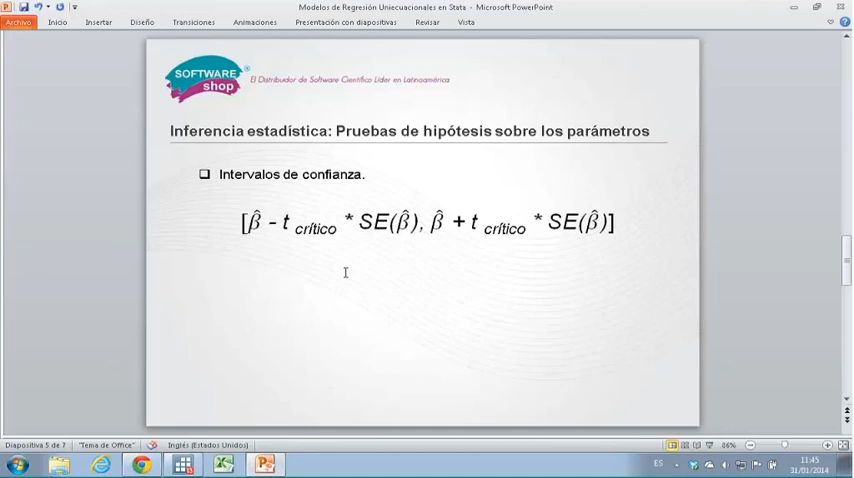 Modelos de Regresión Uniecuacionales en Stata - Microsoft PowerPoint
Archivo Inicio Insertar Diseño Transiciones Animaciones Presentación con diapositivas Revisar Vista
SOFTWARE
shop
El Distribuidor de Software Científico Líder en Latinoamérica
Inferencia estadística: Pruebas de hipótesis sobre los parámetros
Intervalos de confianza.
[β̂ - t crítico * SE(β̂), β̂ + t crítico * SE(β̂)]
Diapositiva 5 de 7 "Tema de Office" Inglés (Estados Unidos) 86%
ES 11:45
31/01/2014